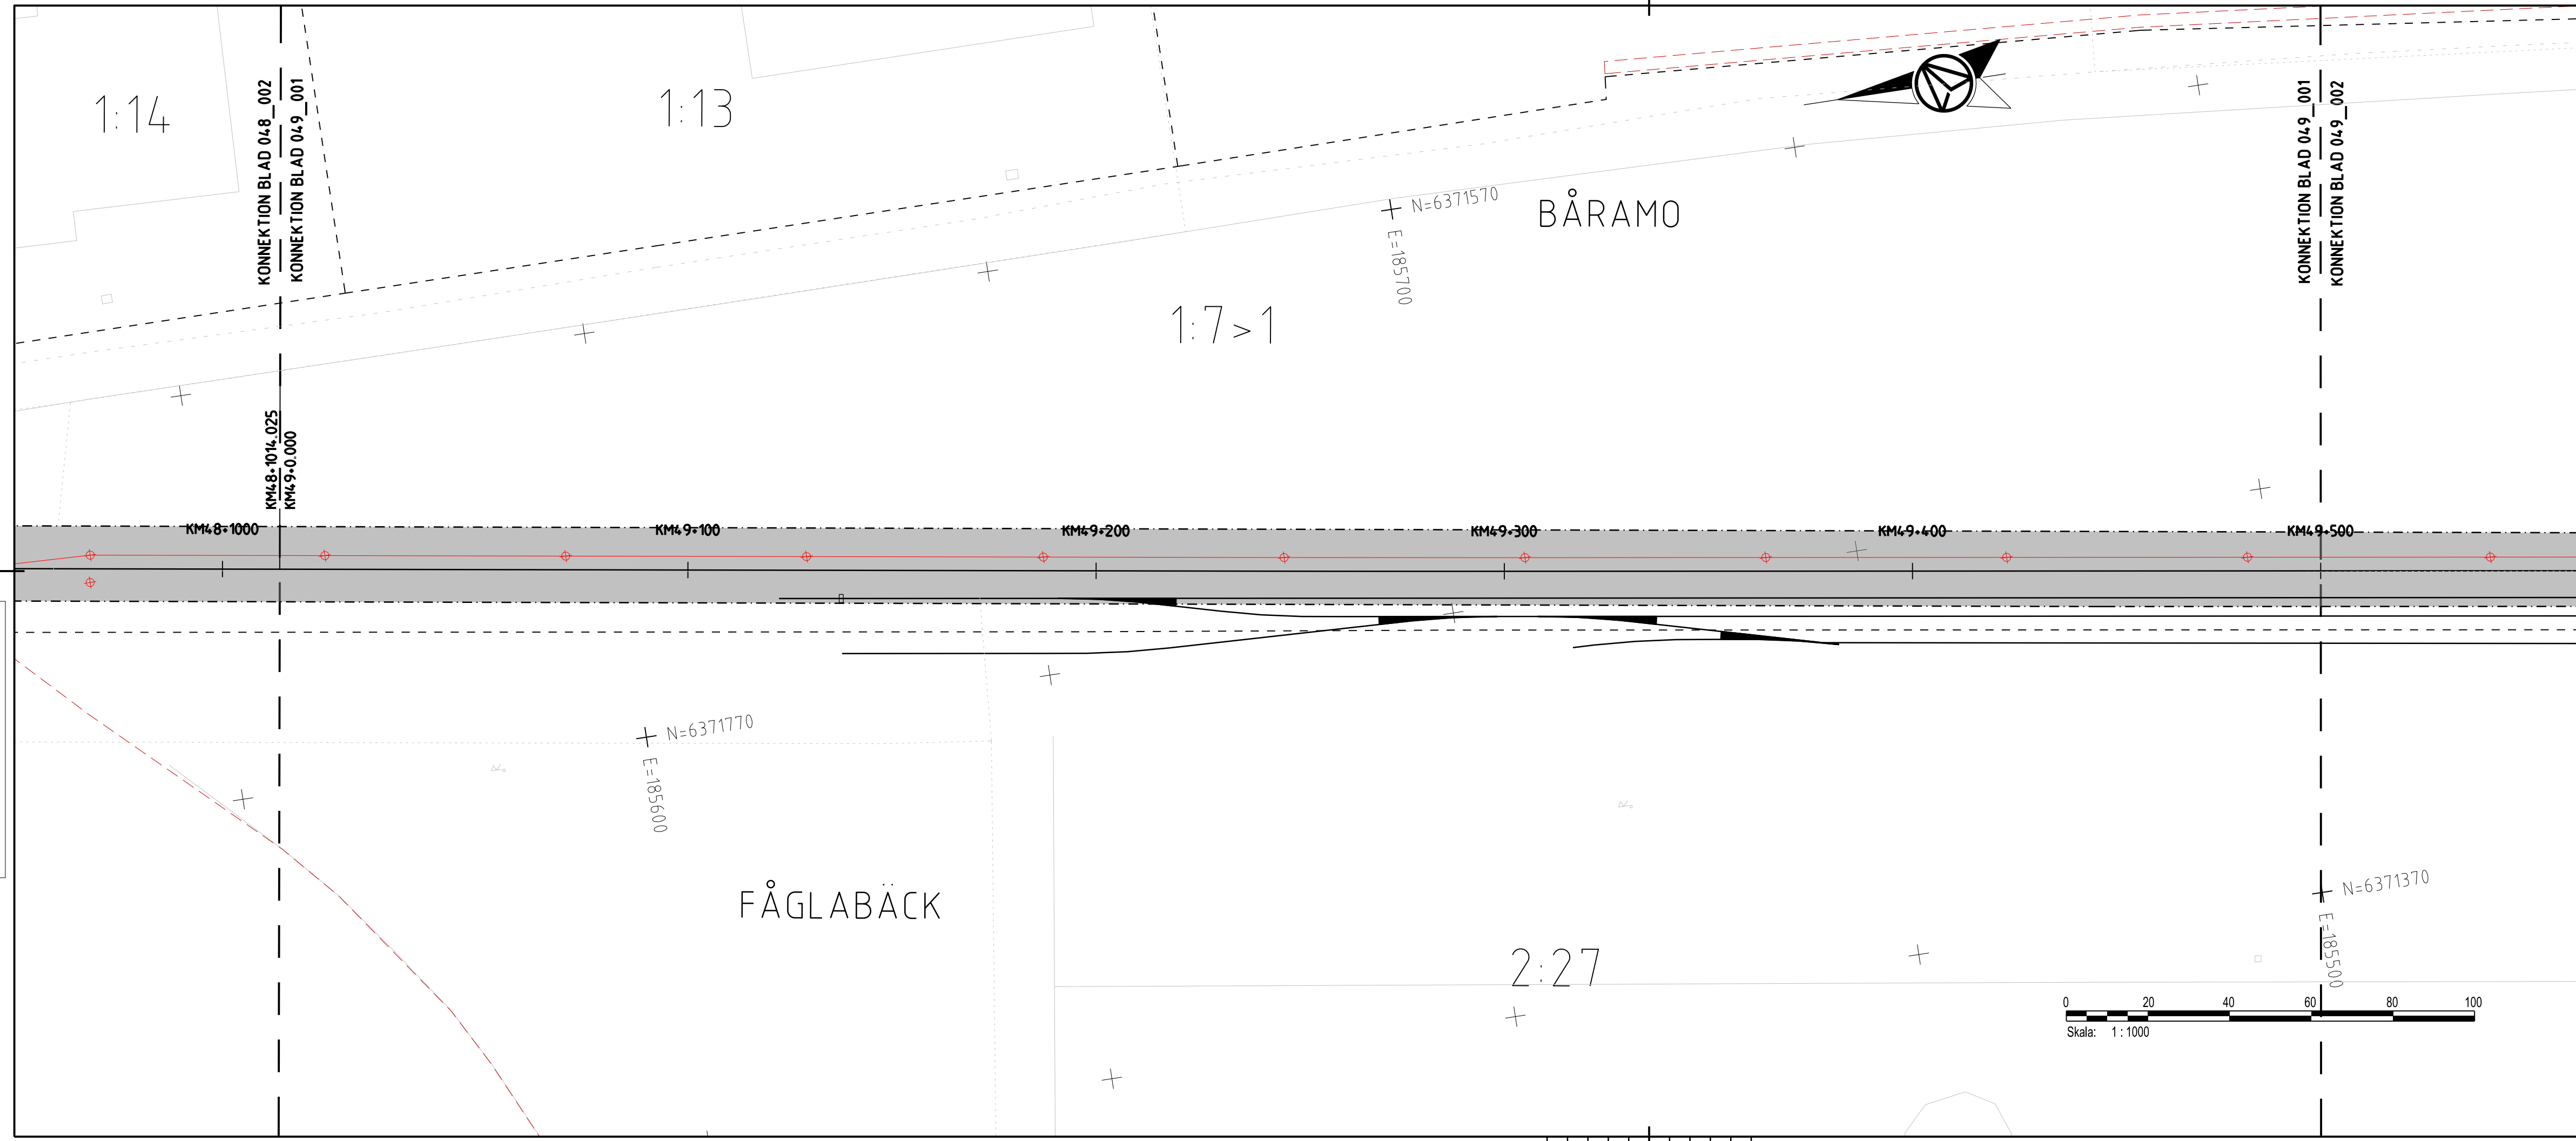 1:14
KONNEKTION BLAD 048_002
KONNEKTION BLAD 049_001
1:13
KONNEKTION BLAD 049_001
KONNEKTION BLAD 049_002
N=6371570
E=185700
BÅRAMO
1:7>1
KM48+1014.025
KM49+0.000
KM48+1000
KM49+100
KM49+200
KM49+300
KM49+400
KM49+500
N=6371770
E=185600
FÅGLABÄCK
N=6371370
E=185500
2:27
0 20 40 60 80 100
Skala: 1 : 1000